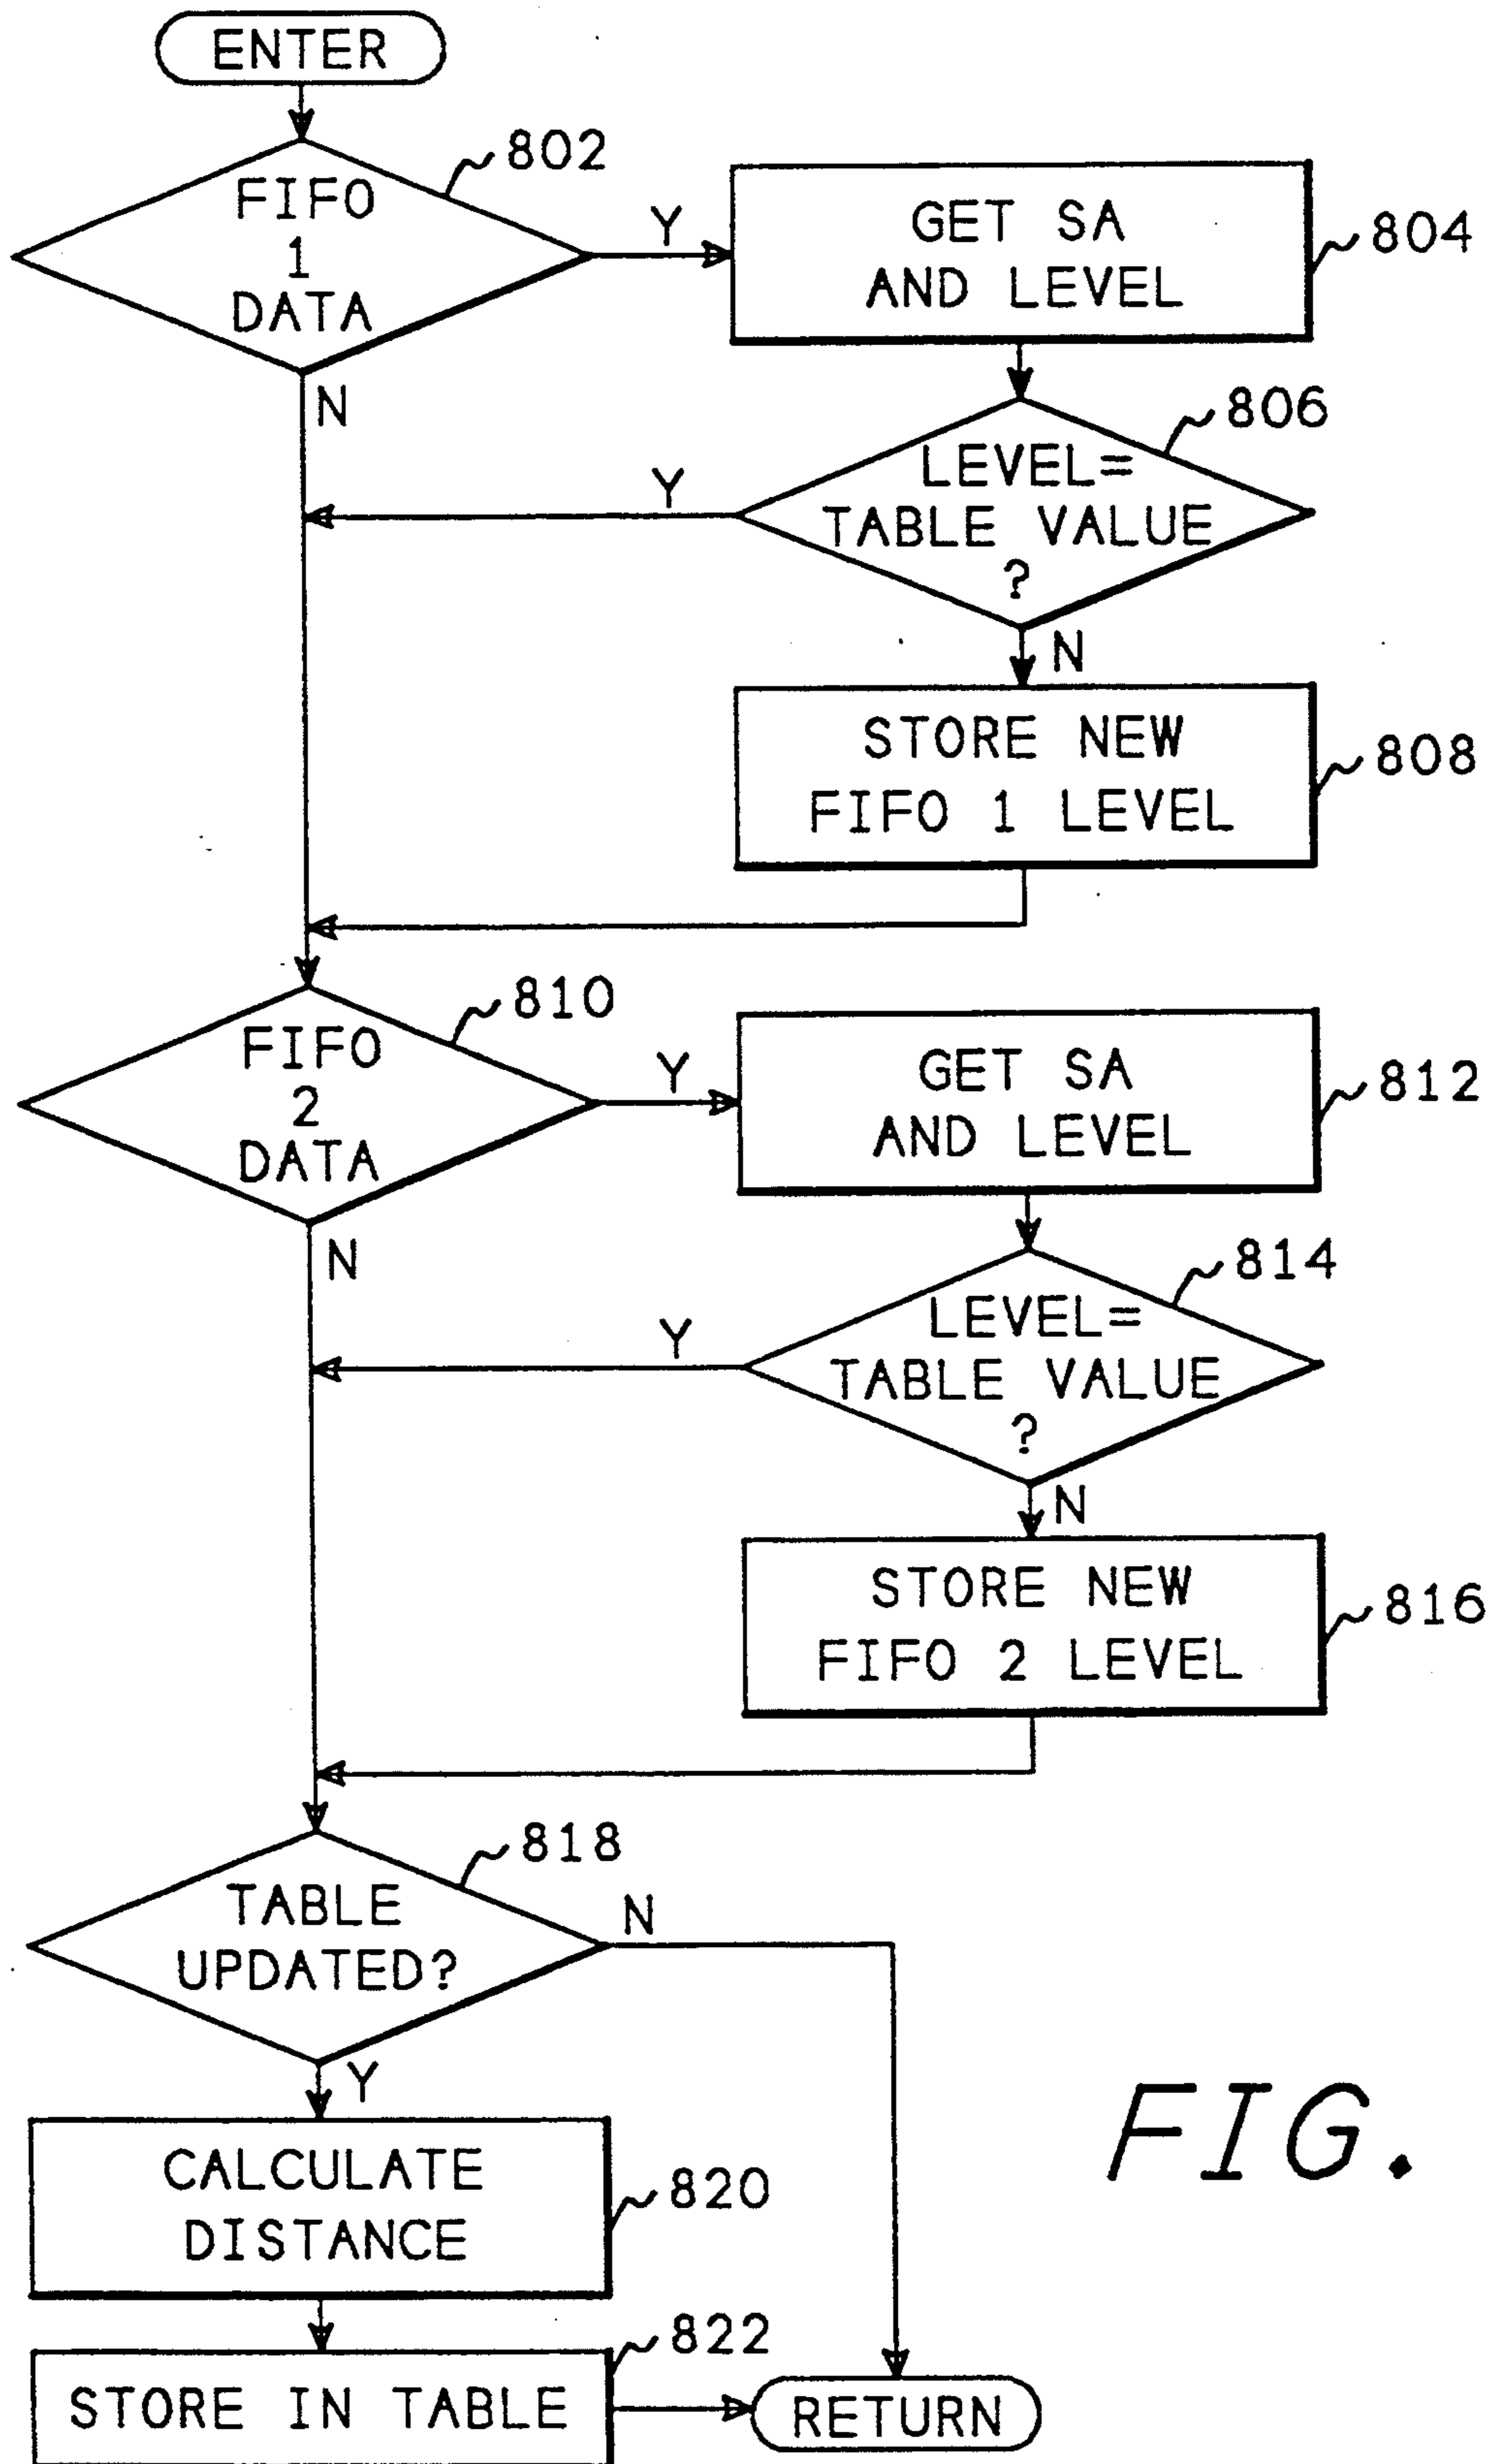 ENTER
802
FIFO
1
DATA
Y
GET SA
AND LEVEL
804
N
806
LEVEL=
TABLE VALUE
?
Y
N
STORE NEW
FIFO 1 LEVEL
808
810
FIFO
2
DATA
Y
GET SA
AND LEVEL
812
N
814
LEVEL=
TABLE VALUE
?
Y
N
STORE NEW
FIFO 2 LEVEL
816
818
TABLE
UPDATED?
N
Y
CALCULATE
DISTANCE
820
FIG.
822
STORE IN TABLE
RETURN